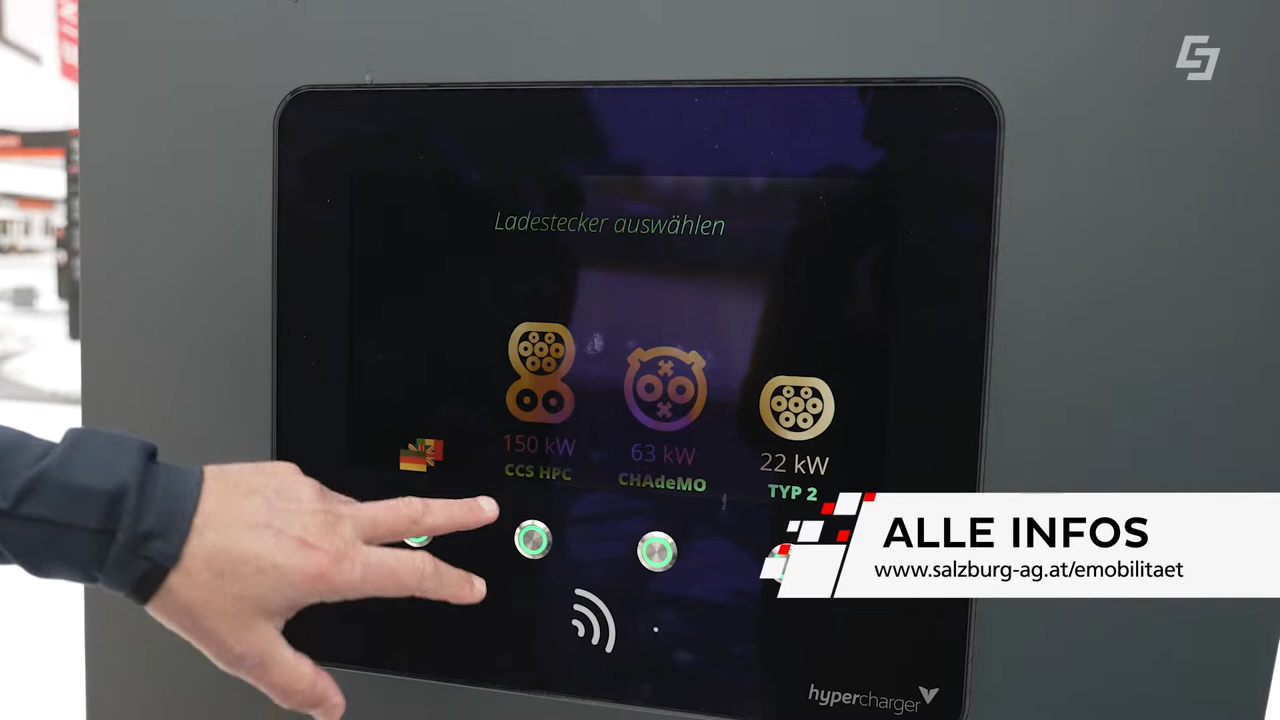 Ladestecker auswählen
150 kW
CCS HPC
63 kW
CHAdeMO
22 kW
TYP 2
ALLE INFOS
www.salzburg-ag.at/emobilitaet
hypercharger